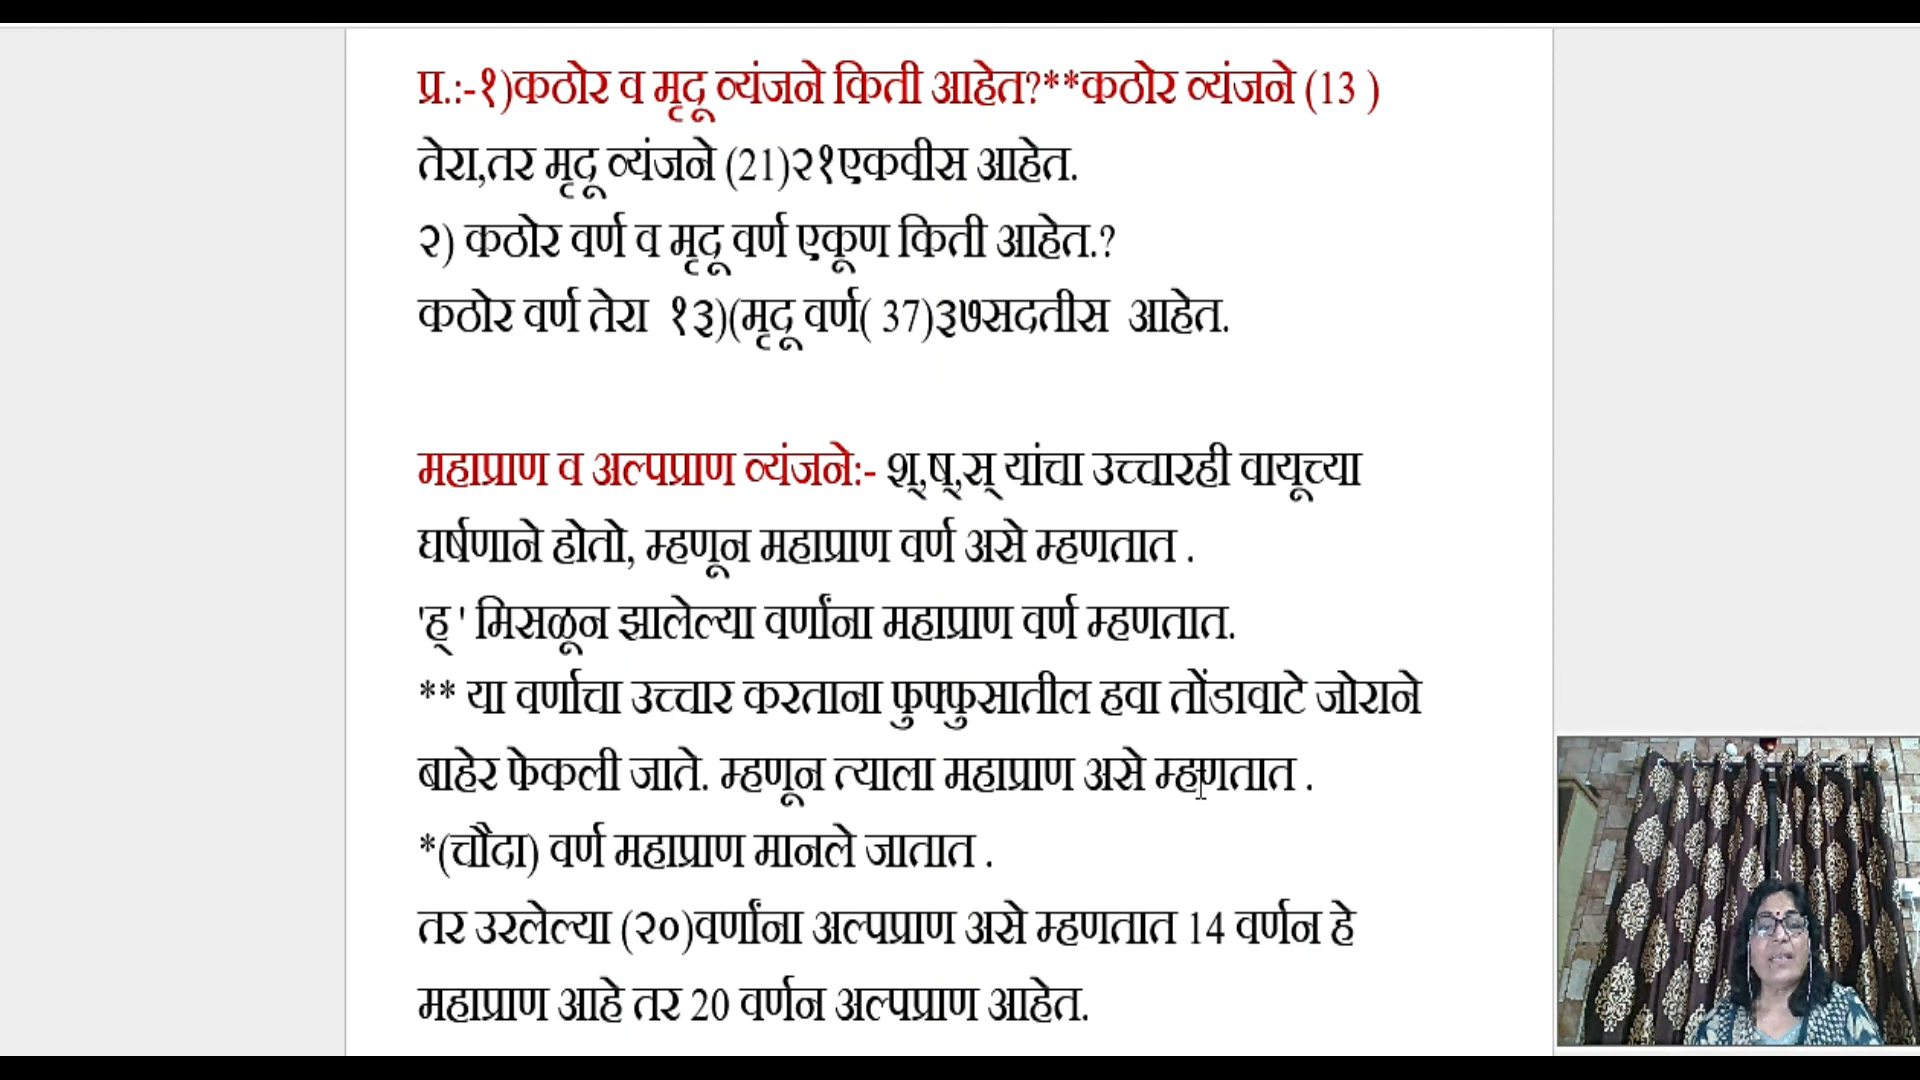 प्र.:-१)कठोर व मृदू व्यंजने किती आहेत?**कठोर व्यंजने (13 )
तेरा,तर मृदू व्यंजने (21)२१एकवीस आहेत.
२) कठोर वर्ण व मृदू वर्ण एकूण किती आहेत.?
कठोर वर्ण तेरा १३)(मृदू वर्ण( 37)३७सदतीस आहेत.
महाप्राण व अल्पप्राण व्यंजने:- श्,ष्,स् यांचा उच्चारही वायूच्या
घर्षणाने होतो, म्हणून महाप्राण वर्ण असे म्हणतात .
'ह् ' मिसळून झालेल्या वर्णांना महाप्राण वर्ण म्हणतात.
** या वर्णाचा उच्चार करताना फुफ्फुसातील हवा तोंडावाटे जोराने
बाहेर फेकली जाते. म्हणून त्याला महाप्राण असे म्हणतात .
*(चौदा) वर्ण महाप्राण मानले जातात .
तर उरलेल्या (२०)वर्णांना अल्पप्राण असे म्हणतात 14 वर्णन हे
महाप्राण आहे तर 20 वर्णन अल्पप्राण आहेत.